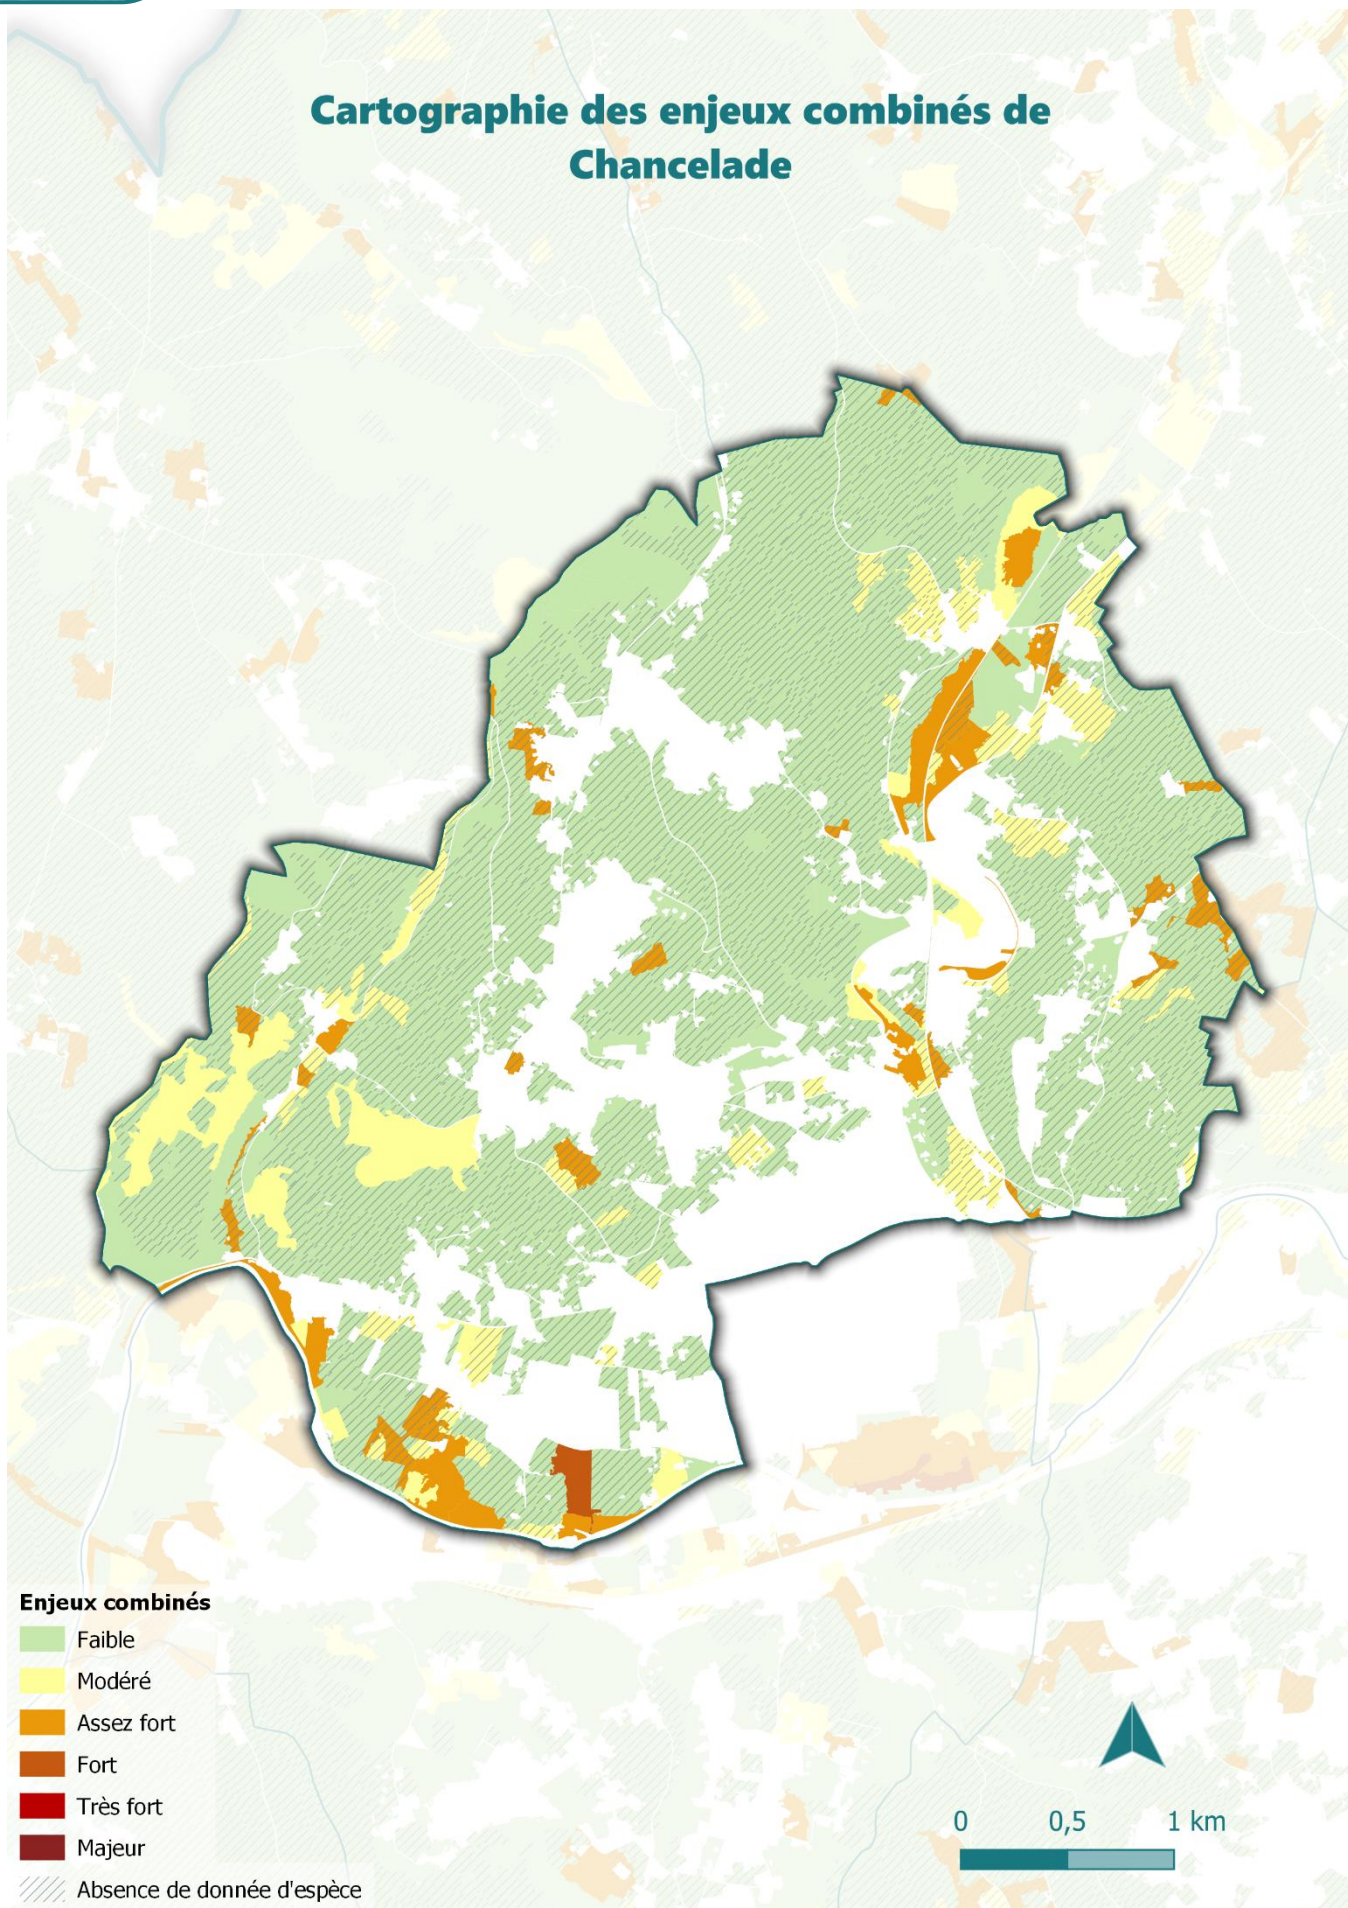 Cartographie des enjeux combinés de
Chancelade
Enjeux combinés
Faible
Modéré
Assez fort
Fort
Très fort
Majeur
Absence de donnée d'espèce
0 0,5 1 km